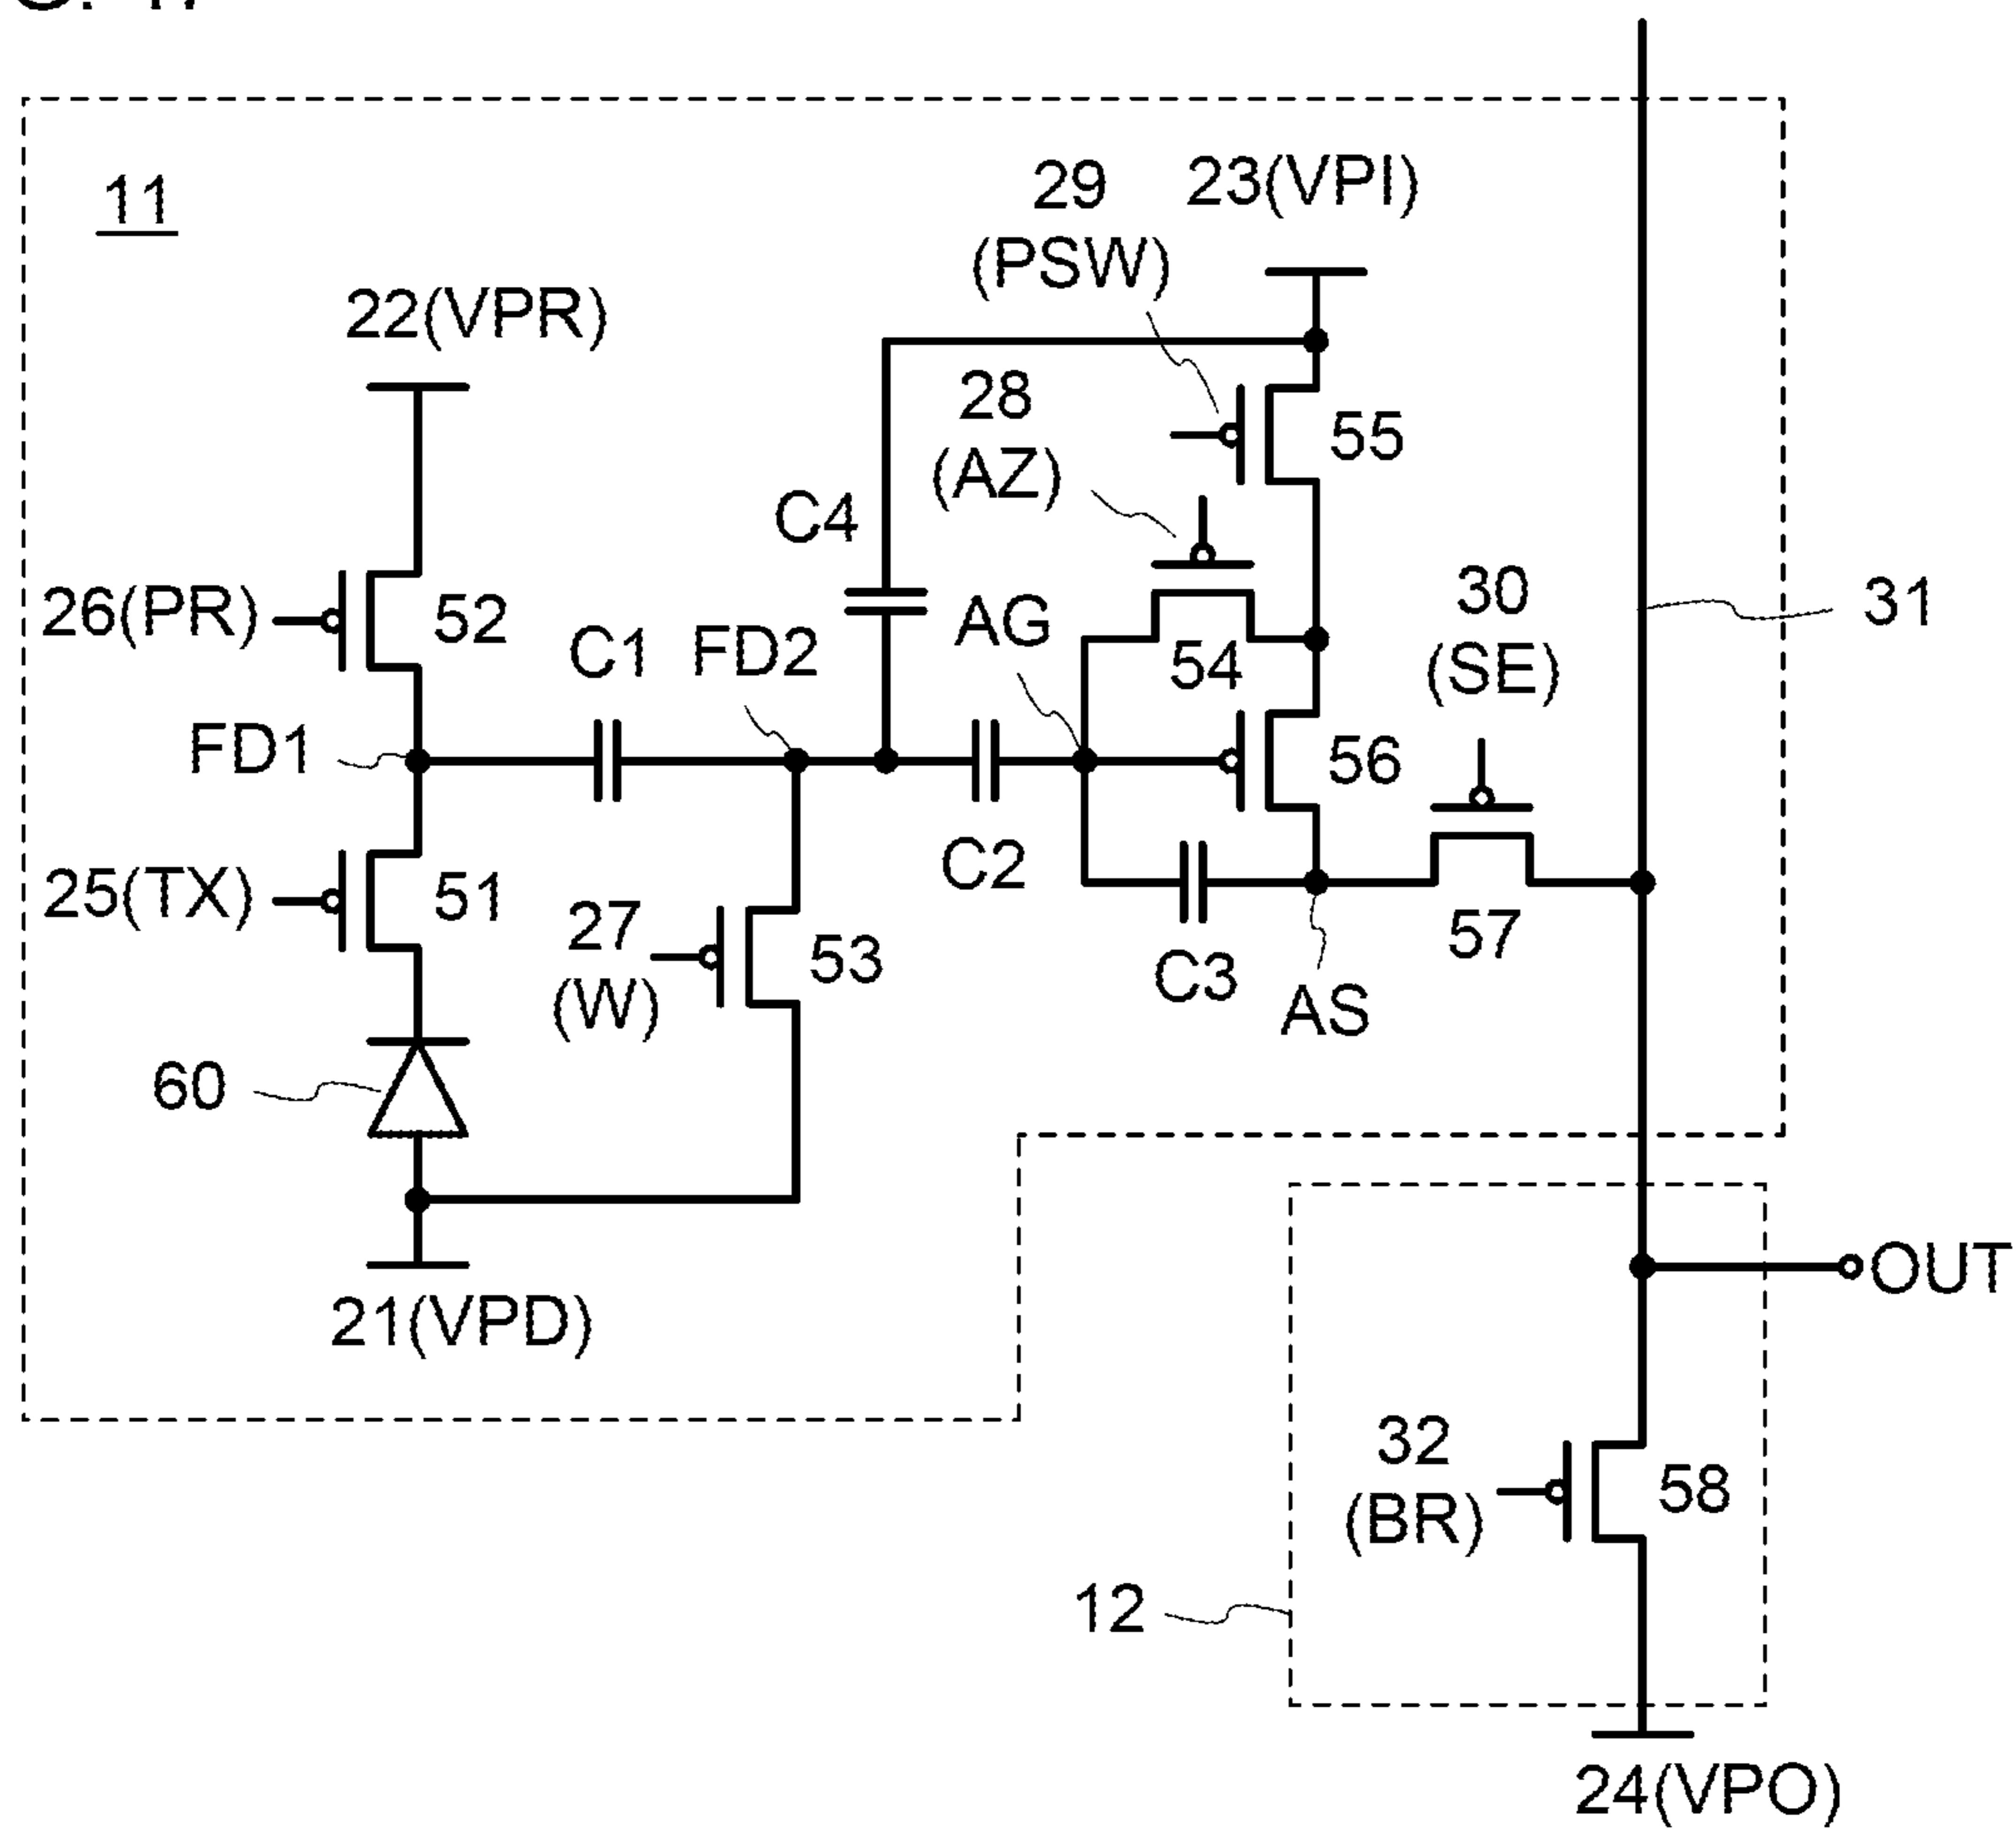 11
29
(PSW)
23(VPI)
22(VPR)
28
(AZ)
55
C4
26(PR)
52
C1
FD2
AG
54
30
(SE)
31
FD1
56
25(TX)
51
27
(W)
53
C2
C3
57
AS
60
21(VPD)
OUT
32
(BR)
58
12
24(VPO)